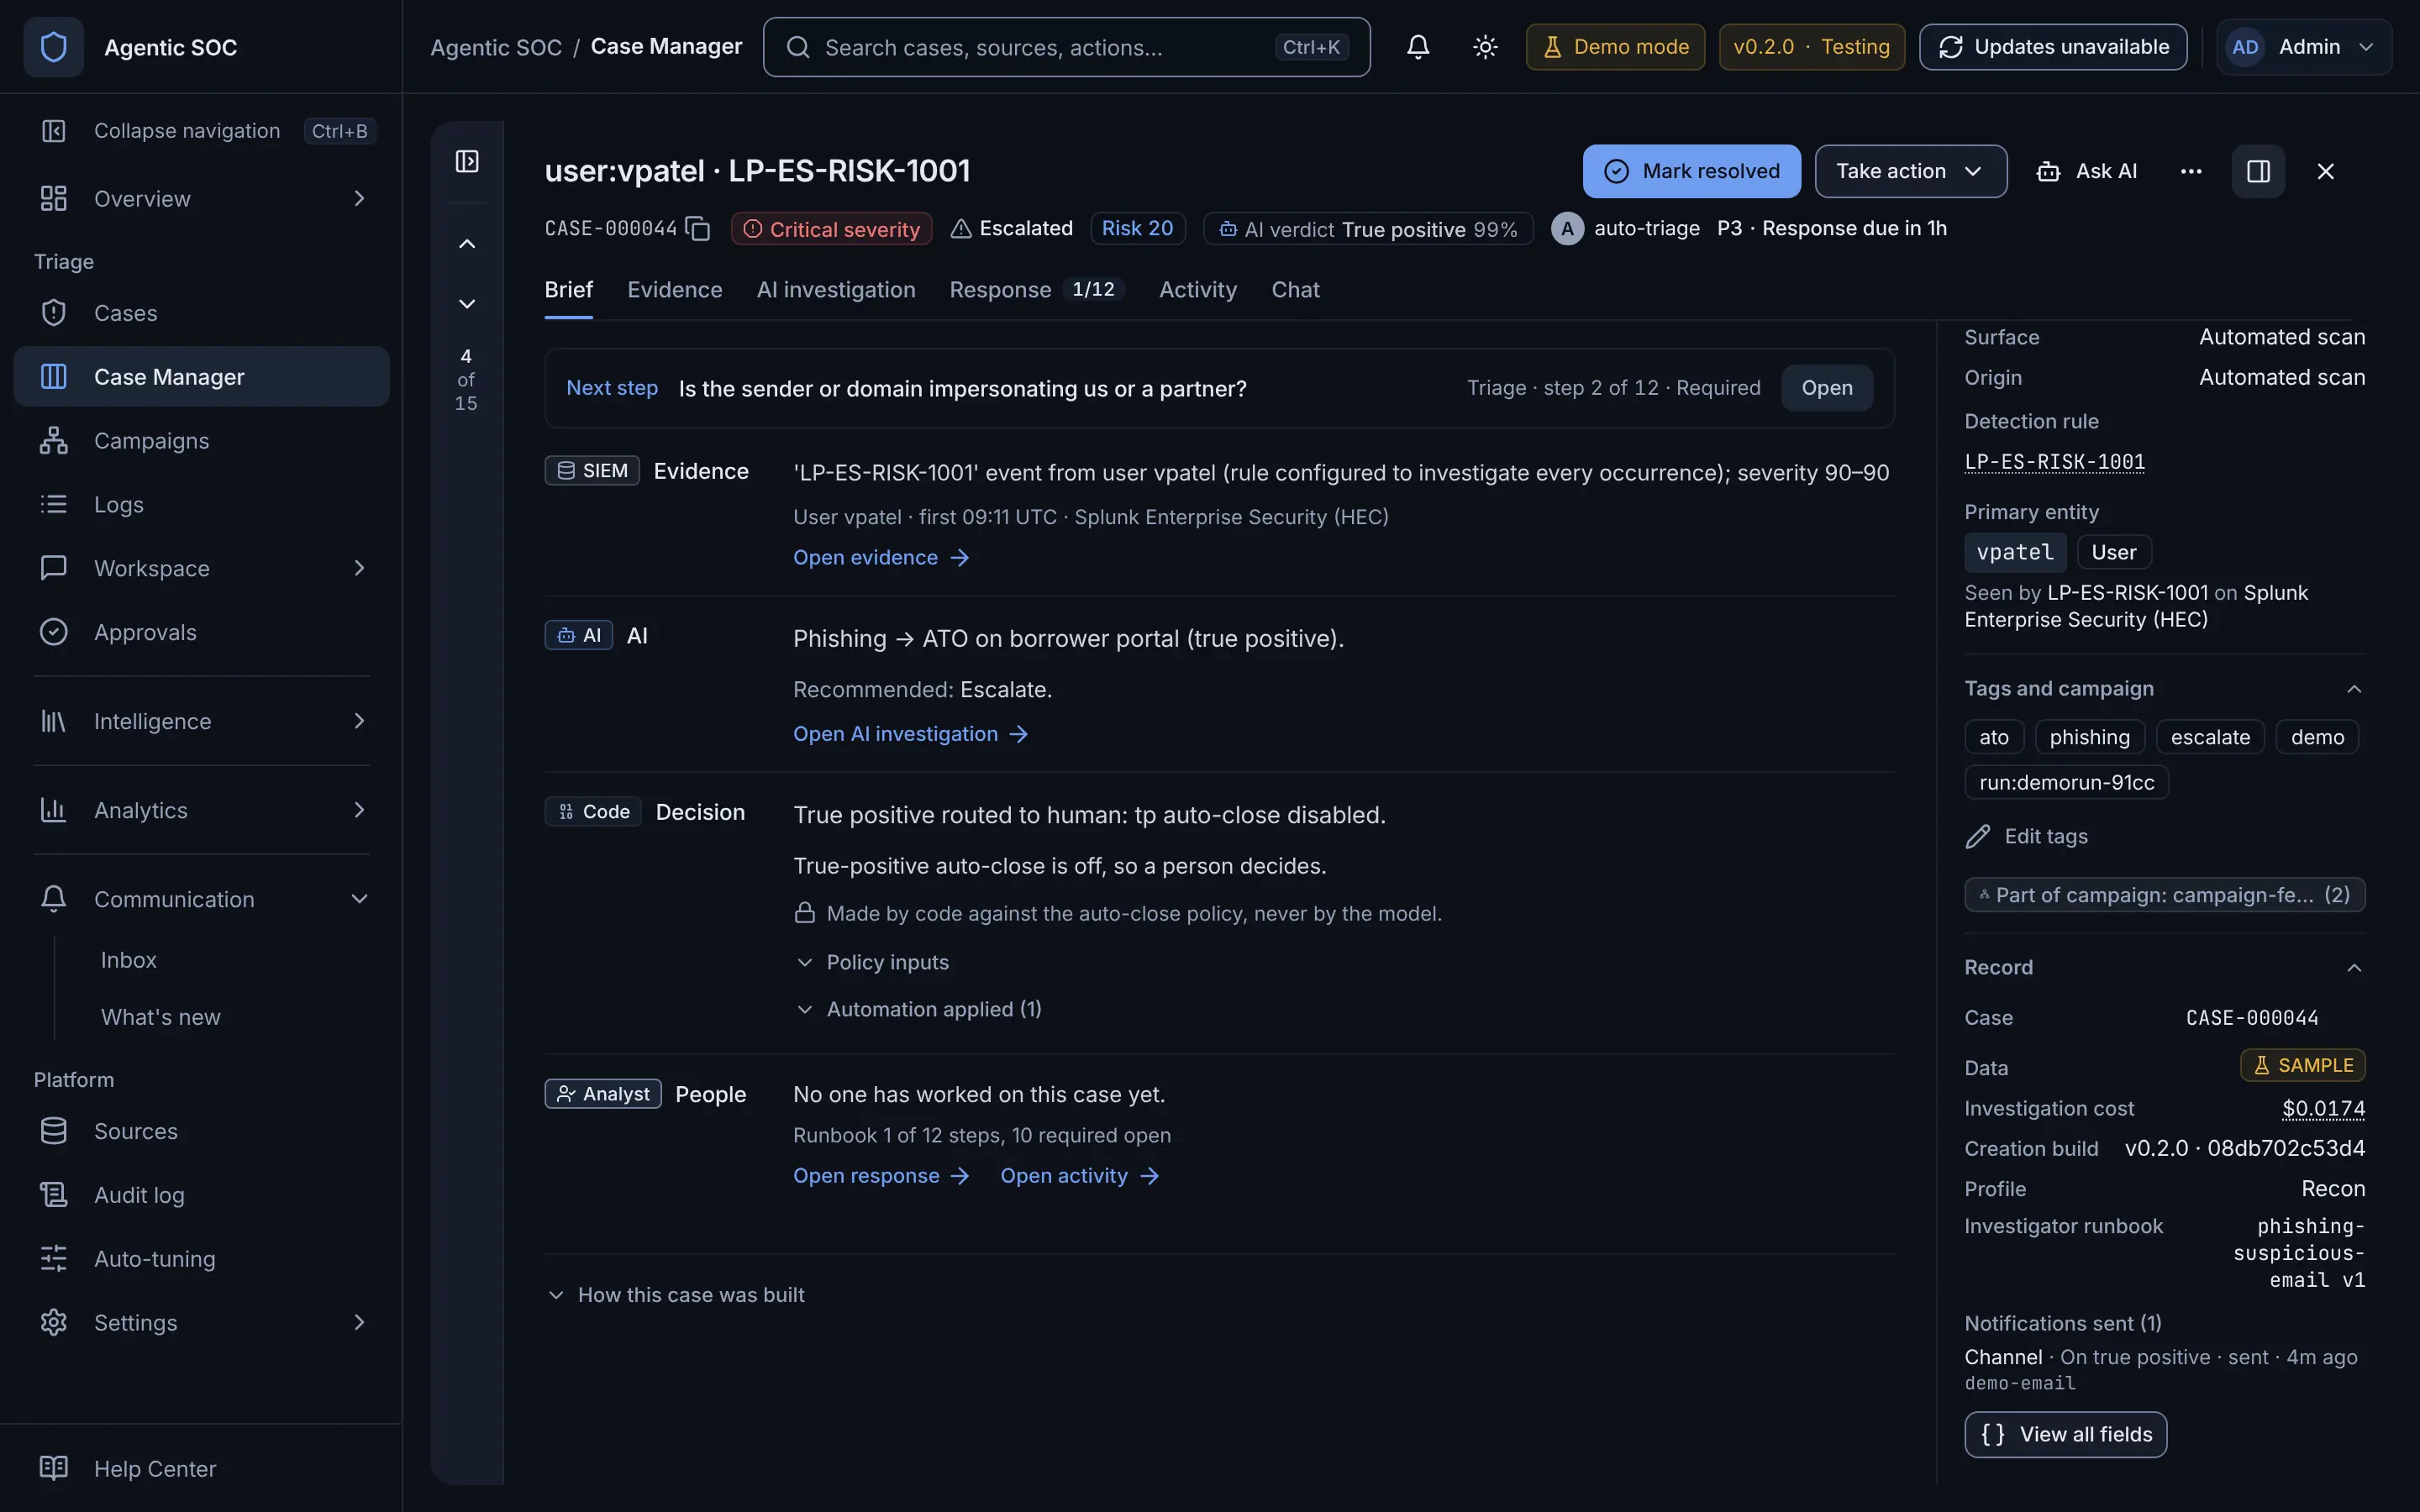 Agentic SOC
Agentic SOC / Case Manager
Search cases, sources, actions... Ctrl+K
Demo mode
v0.2.0 · Testing
Updates unavailable
AD Admin
Collapse navigation Ctrl+B
Overview
Triage
Cases
Case Manager
Campaigns
Logs
Workspace
Approvals
Intelligence
Analytics
Communication
Inbox
What's new
Platform
Sources
Audit log
Auto-tuning
Settings
Help Center
4
of
15
user:vpatel · LP-ES-RISK-1001
Mark resolved
Take action
Ask AI
CASE-000044 Critical severity Escalated Risk 20 AI verdict True positive 99% A auto-triage P3 · Response due in 1h
Brief Evidence AI investigation Response 1/12 Activity Chat
Next step Is the sender or domain impersonating us or a partner? Triage · step 2 of 12 · Required Open
SIEM Evidence
'LP-ES-RISK-1001' event from user vpatel (rule configured to investigate every occurrence); severity 90–90
User vpatel · first 09:11 UTC · Splunk Enterprise Security (HEC)
Open evidence →
AI AI
Phishing → ATO on borrower portal (true positive).
Recommended: Escalate.
Open AI investigation →
Code Decision
True positive routed to human: tp auto-close disabled.
True-positive auto-close is off, so a person decides.
Made by code against the auto-close policy, never by the model.
Policy inputs
Automation applied (1)
Analyst People
No one has worked on this case yet.
Runbook 1 of 12 steps, 10 required open
Open response → Open activity →
How this case was built
Surface Automated scan
Origin Automated scan
Detection rule
LP-ES-RISK-1001
Primary entity
vpatel User
Seen by LP-ES-RISK-1001 on Splunk
Enterprise Security (HEC)
Tags and campaign
ato phishing escalate demo
run:demorun-91cc
Edit tags
Part of campaign: campaign-fe... (2)
Record
Case CASE-000044
Data SAMPLE
Investigation cost $0.0174
Creation build v0.2.0 · 08db702c53d4
Profile Recon
Investigator runbook phishing-
suspicious-
email v1
Notifications sent (1)
Channel · On true positive · sent · 4m ago
demo-email
{ } View all fields